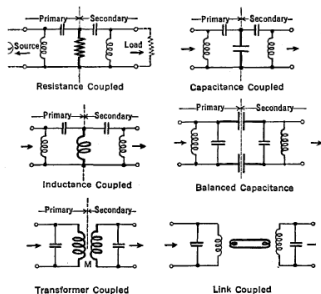 Primary Secondary
Primary Secondary
Source
Load
Resistance Coupled
Capacitance Coupled
Primary Secondary
Primary Secondary
Inductance Coupled
Balanced Capacitance
Primary Secondary
M
Transformer Coupled
Link Coupled